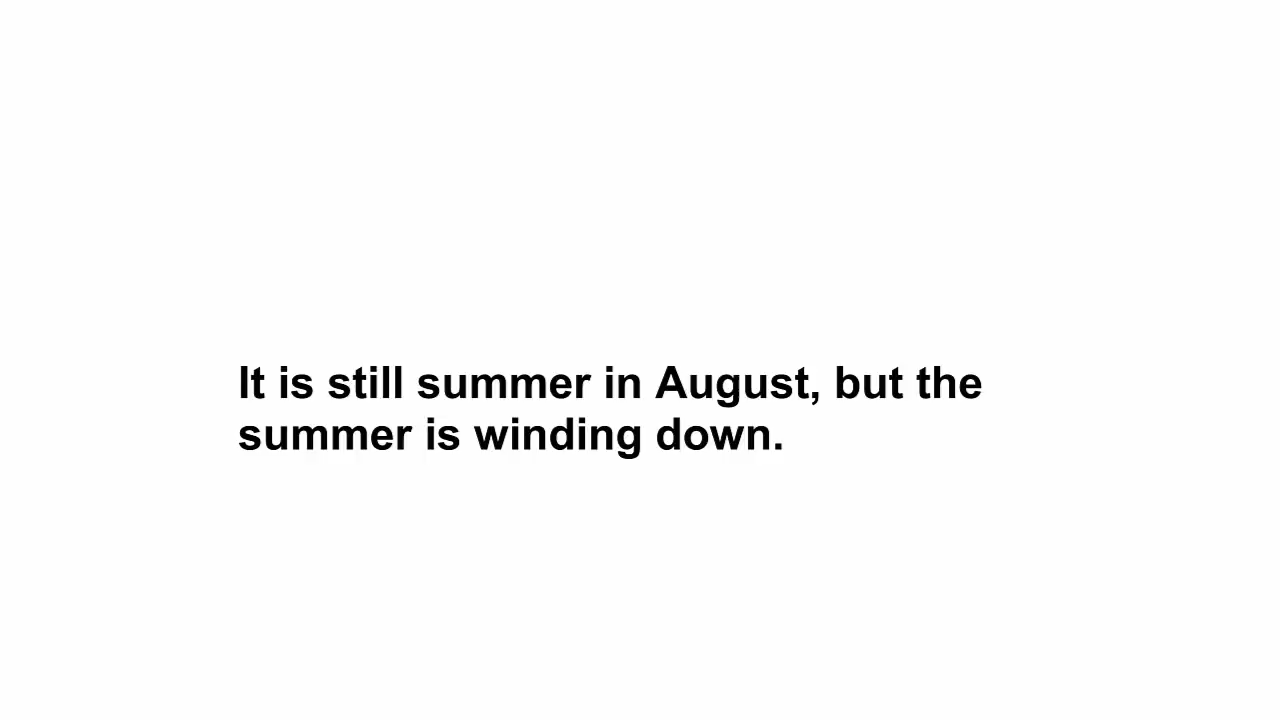 It is still summer in August, but the
summer is winding down.